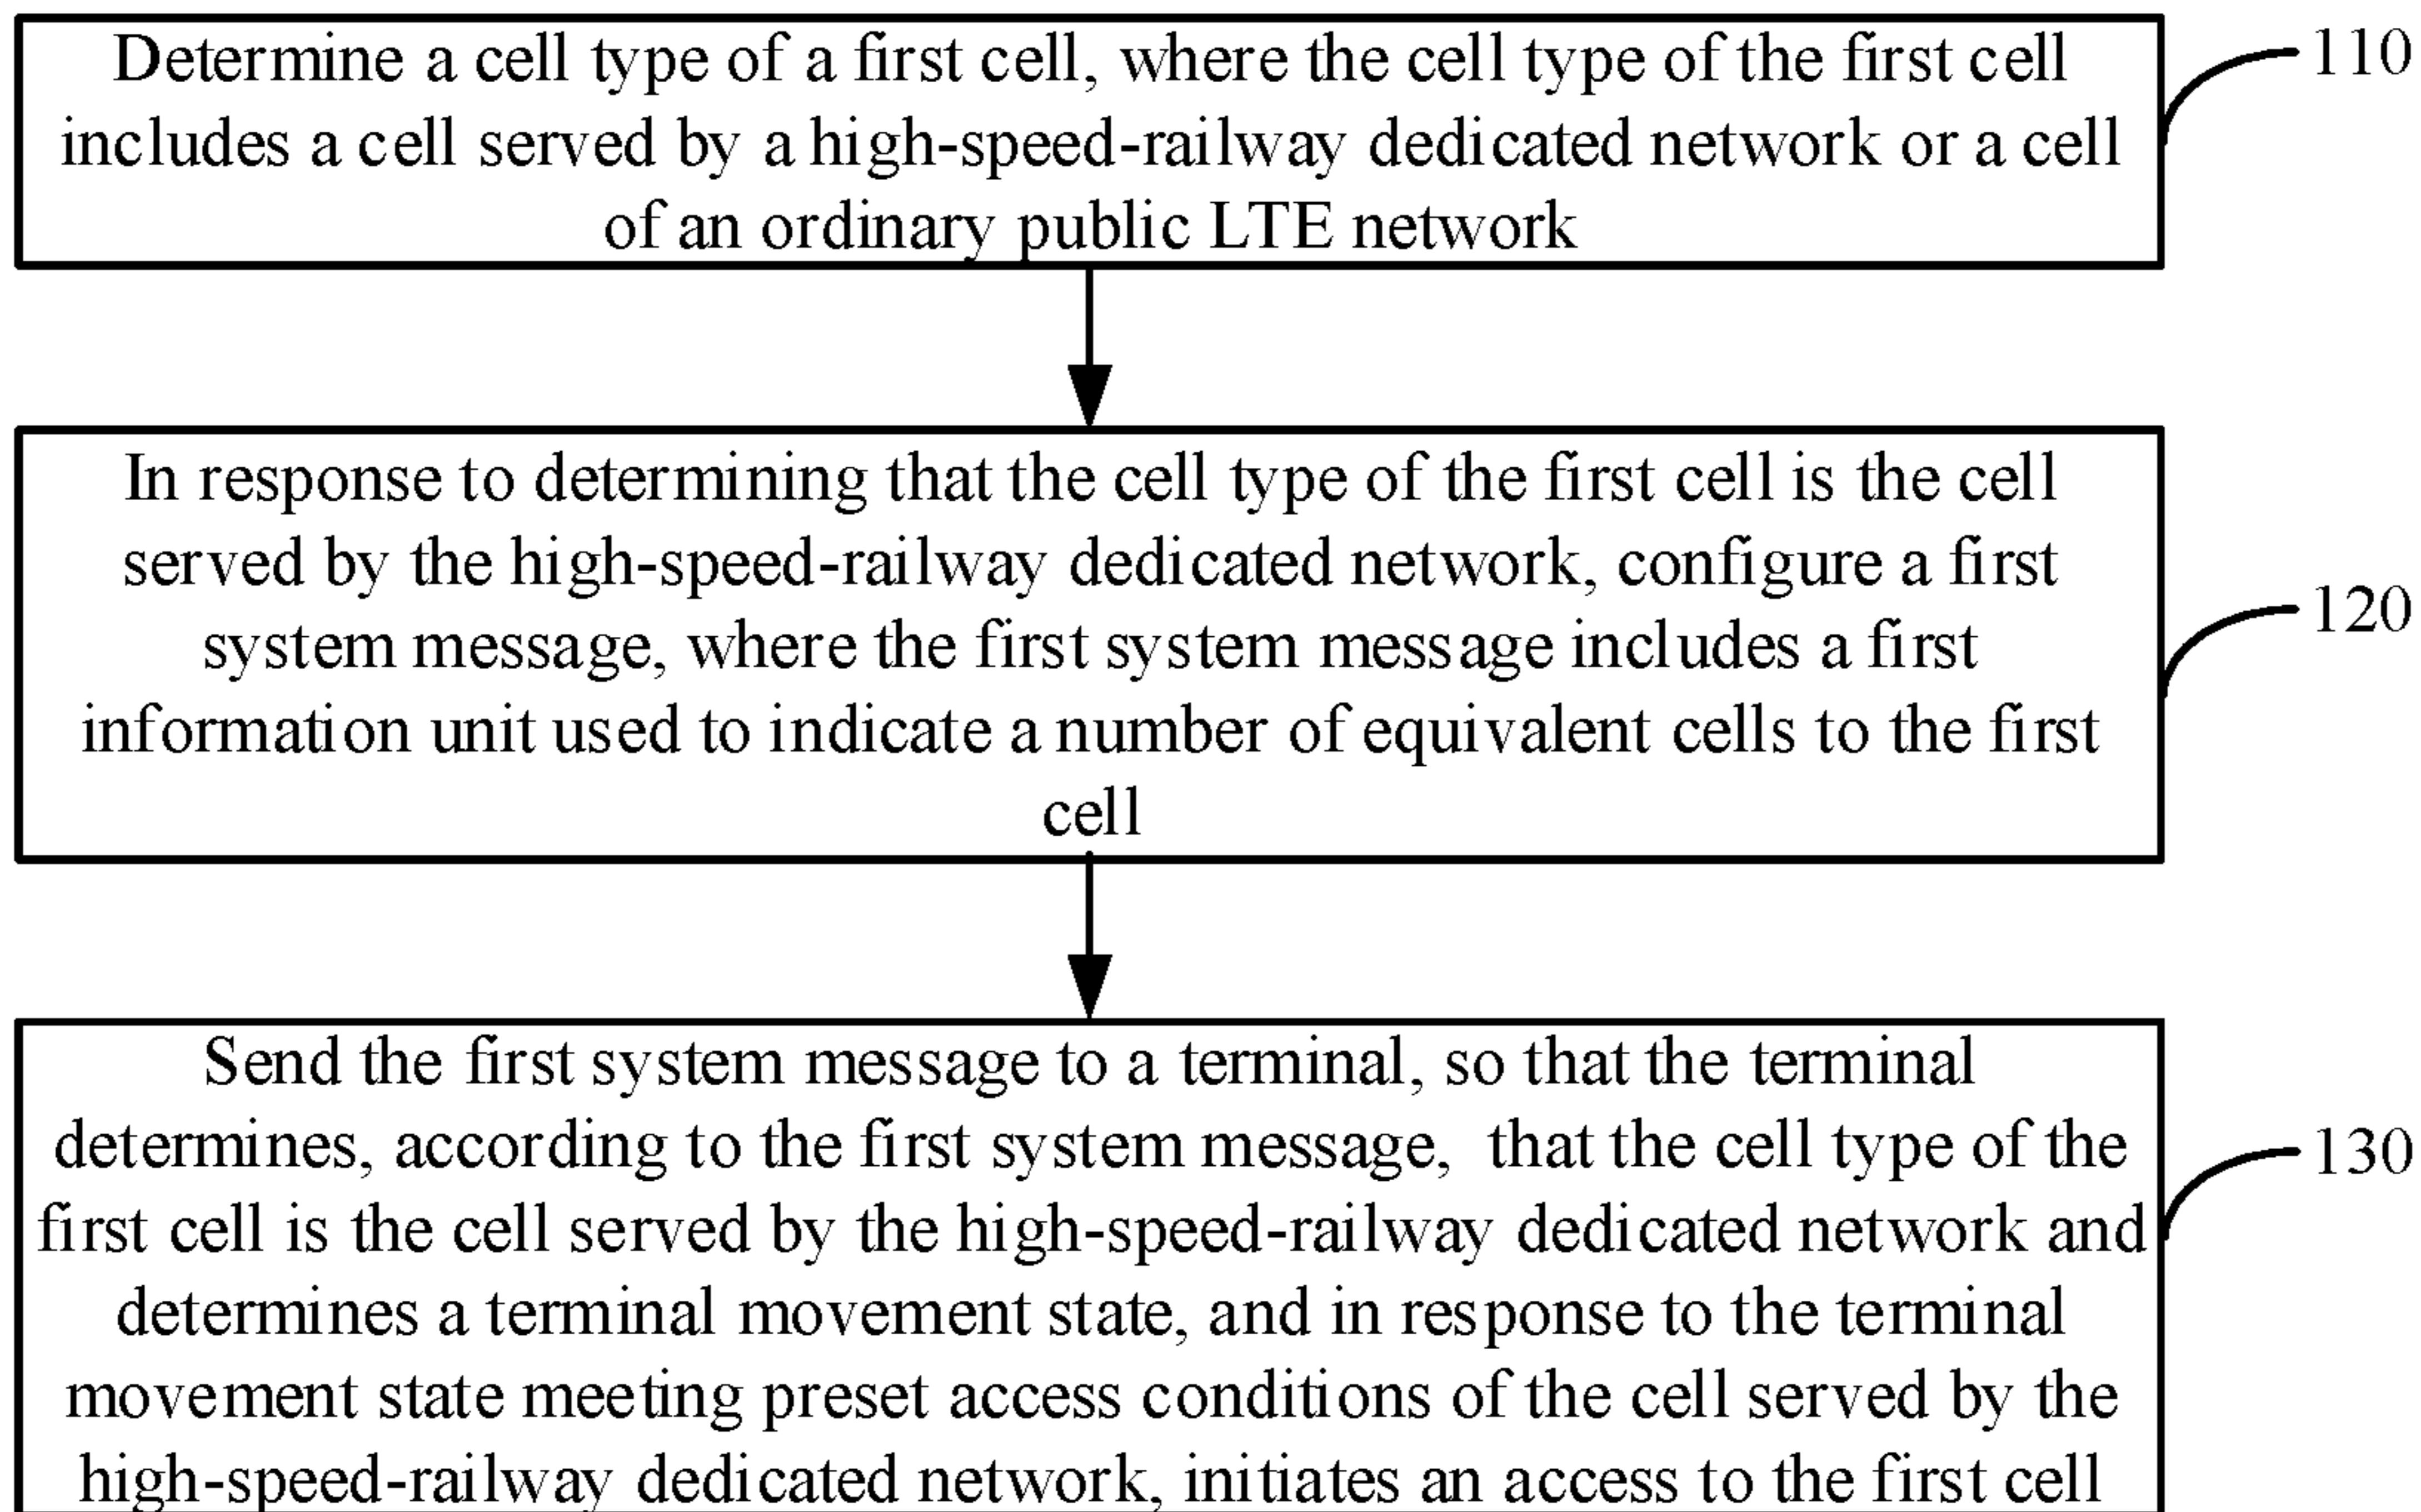 Determine a cell type of a first cell, where the cell type of the first cell
includes a cell served by a high-speed-railway dedicated network or a cell
of an ordinary public LTE network
110
In response to determining that the cell type of the first cell is the cell
served by the high-speed-railway dedicated network, configure a first
system message, where the first system message includes a first
information unit used to indicate a number of equivalent cells to the first
cell
120
Send the first system message to a terminal, so that the terminal
determines, according to the first system message, that the cell type of the
first cell is the cell served by the high-speed-railway dedicated network and
determines a terminal movement state, and in response to the terminal
movement state meeting preset access conditions of the cell served by the
high-speed-railway dedicated network, initiates an access to the first cell
130